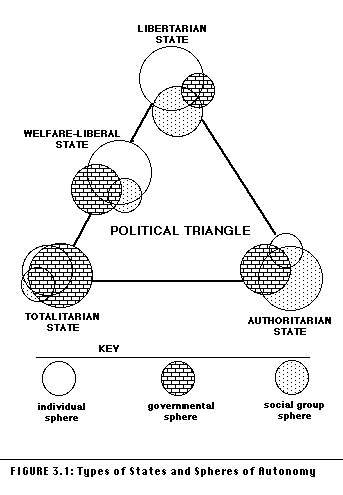 LIBERTARIAN
STATE
WELFARE-LIBERAL
STATE
POLITICAL TRIANGLE
TOTALITARIAN
STATE
AUTHORITARIAN
STATE
KEY
individual
sphere
governmental
sphere
social group
sphere
FIGURE 3.1: Types of States and Spheres of Autonomy